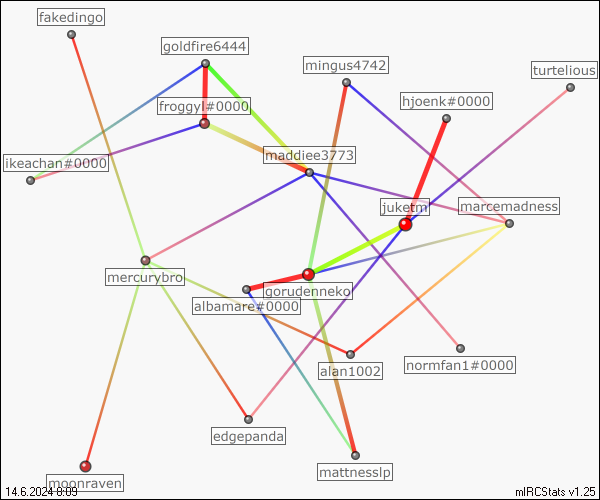 fakedingo
goldfire6444
mingus4742
turtelious
hjoenk#0000
froggyl#0000
maddiee3773
ikeachan#0000
juketm
marcemadness
mercurybro
gorudenneko
albamare#0000
alan1002
normfan1#0000
edgepanda
mattnesslp
moonraven
14.6.2024 8:09
mIRCStats v1.25